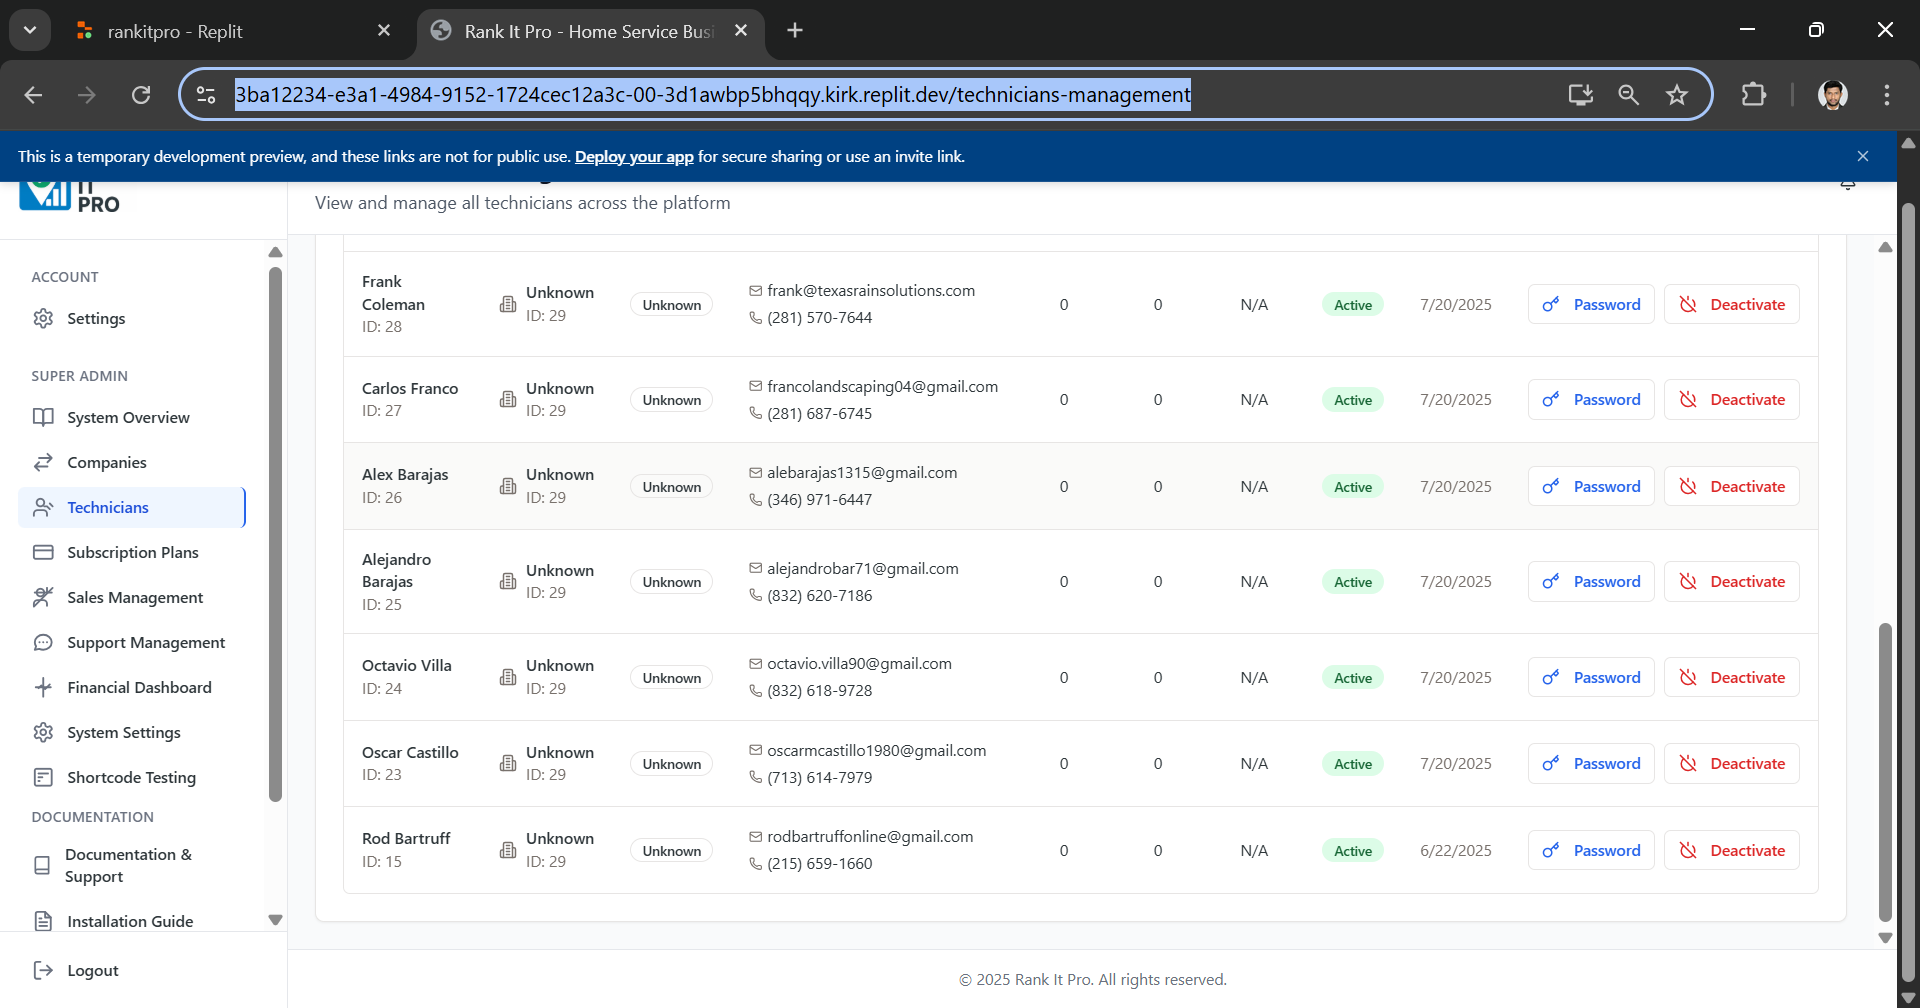 rankitpro - Replit
Rank It Pro - Home Service Busi
3ba12234-e3a1-4984-9152-1724cec12a3c-00-3d1awbp5bhqqy.kirk.replit.dev/technicians-management
This is a temporary development preview, and these links are not for public use. Deploy your app for secure sharing or use an invite link.
IT
PRO
View and manage all technicians across the platform
ACCOUNT
Settings
SUPER ADMIN
System Overview
Companies
Technicians
Subscription Plans
Sales Management
Support Management
Financial Dashboard
System Settings
Shortcode Testing
DOCUMENTATION
Documentation &
Support
Installation Guide
Logout
Frank
Coleman
ID: 28
Unknown
ID: 29
Unknown
frank@texasrainsolutions.com
(281) 570-7644
0
0
N/A
Active
7/20/2025
Password
Deactivate
Carlos Franco
ID: 27
Unknown
ID: 29
Unknown
francolandscaping04@gmail.com
(281) 687-6745
0
0
N/A
Active
7/20/2025
Password
Deactivate
Alex Barajas
ID: 26
Unknown
ID: 29
Unknown
alebarajas1315@gmail.com
(346) 971-6447
0
0
N/A
Active
7/20/2025
Password
Deactivate
Alejandro
Barajas
ID: 25
Unknown
ID: 29
Unknown
alejandrobar71@gmail.com
(832) 620-7186
0
0
N/A
Active
7/20/2025
Password
Deactivate
Octavio Villa
ID: 24
Unknown
ID: 29
Unknown
octavio.villa90@gmail.com
(832) 618-9728
0
0
N/A
Active
7/20/2025
Password
Deactivate
Oscar Castillo
ID: 23
Unknown
ID: 29
Unknown
oscarmcastillo1980@gmail.com
(713) 614-7979
0
0
N/A
Active
7/20/2025
Password
Deactivate
Rod Bartruff
ID: 15
Unknown
ID: 29
Unknown
rodbartruffonline@gmail.com
(215) 659-1660
0
0
N/A
Active
6/22/2025
Password
Deactivate
© 2025 Rank It Pro. All rights reserved.